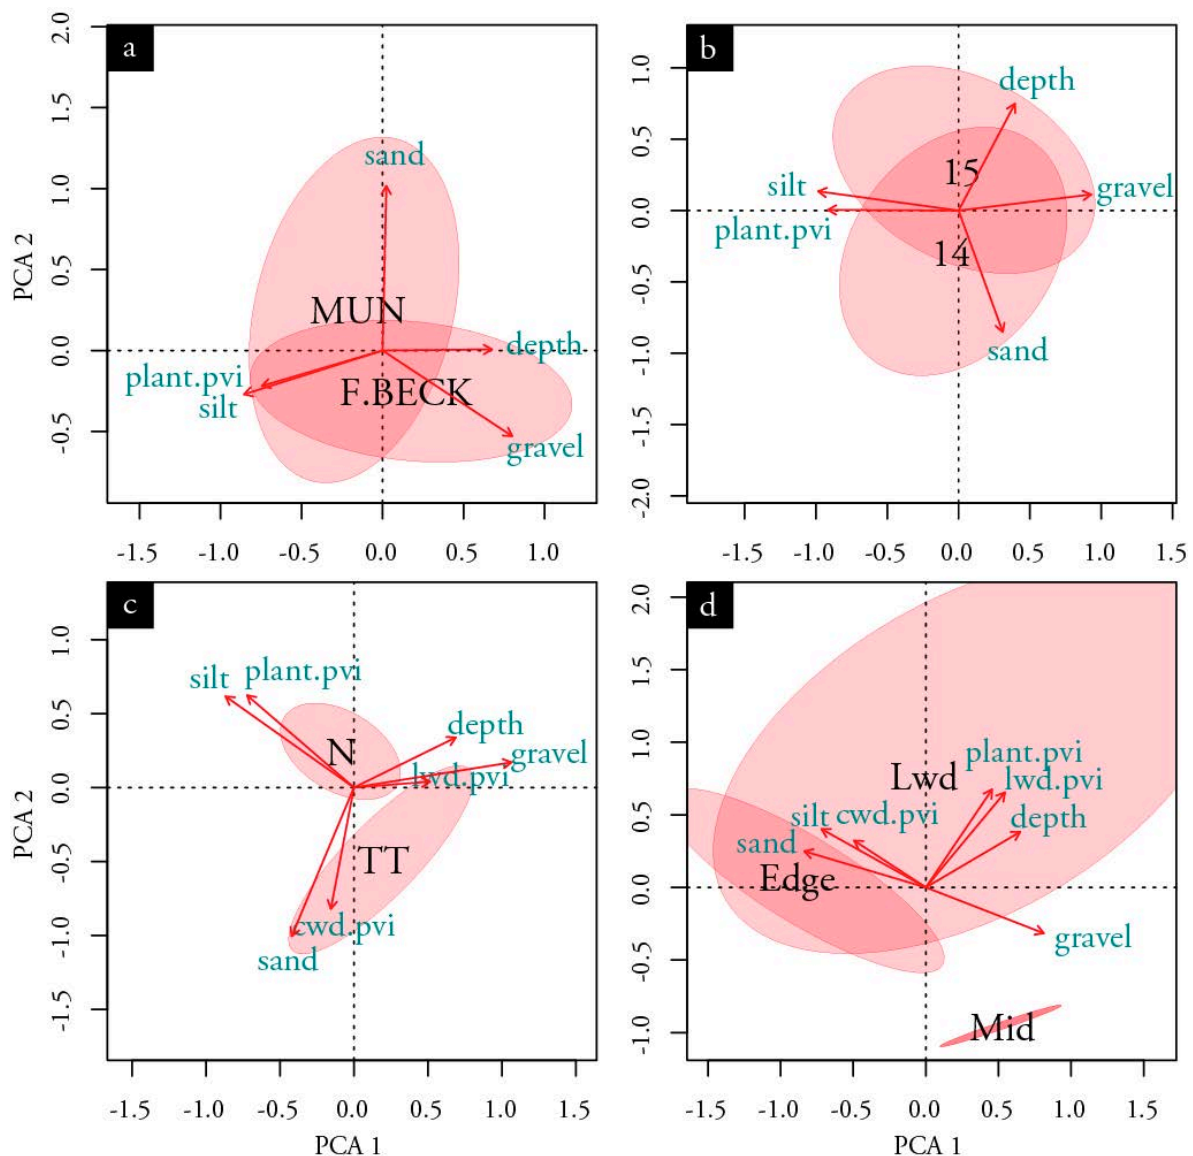 a
sand
MUN
depth
plant.pvi
silt
F.BECK
gravel
PCA 2
2.0
1.5
1.0
0.5
0.0
-0.5
-1.5 -1.0 -0.5 0.0 0.5 1.0
b
depth
15
silt
gravel
plant.pvi
14
sand
1.0
0.5
0.0
-0.5
-1.0
-1.5
-2.0
-1.5 -1.0 -0.5 0.0 0.5 1.0 1.5
c
silt plant.pvi
depth
N
gravel
lwd.pvi
TT
cwd.pvi
sand
PCA 2
1.0
0.5
0.0
-0.5
-1.0
-1.5
-1.5 -1.0 -0.5 0.0 0.5 1.0 1.5
PCA 1
d
plant.pvi
Lwd lwd.pvi
silt cwd.pvi depth
sand
Edge
gravel
Mid
2.0
1.5
1.0
0.5
0.0
-0.5
-1.0
-1.5 -1.0 -0.5 0.0 0.5 1.0 1.5
PCA 1